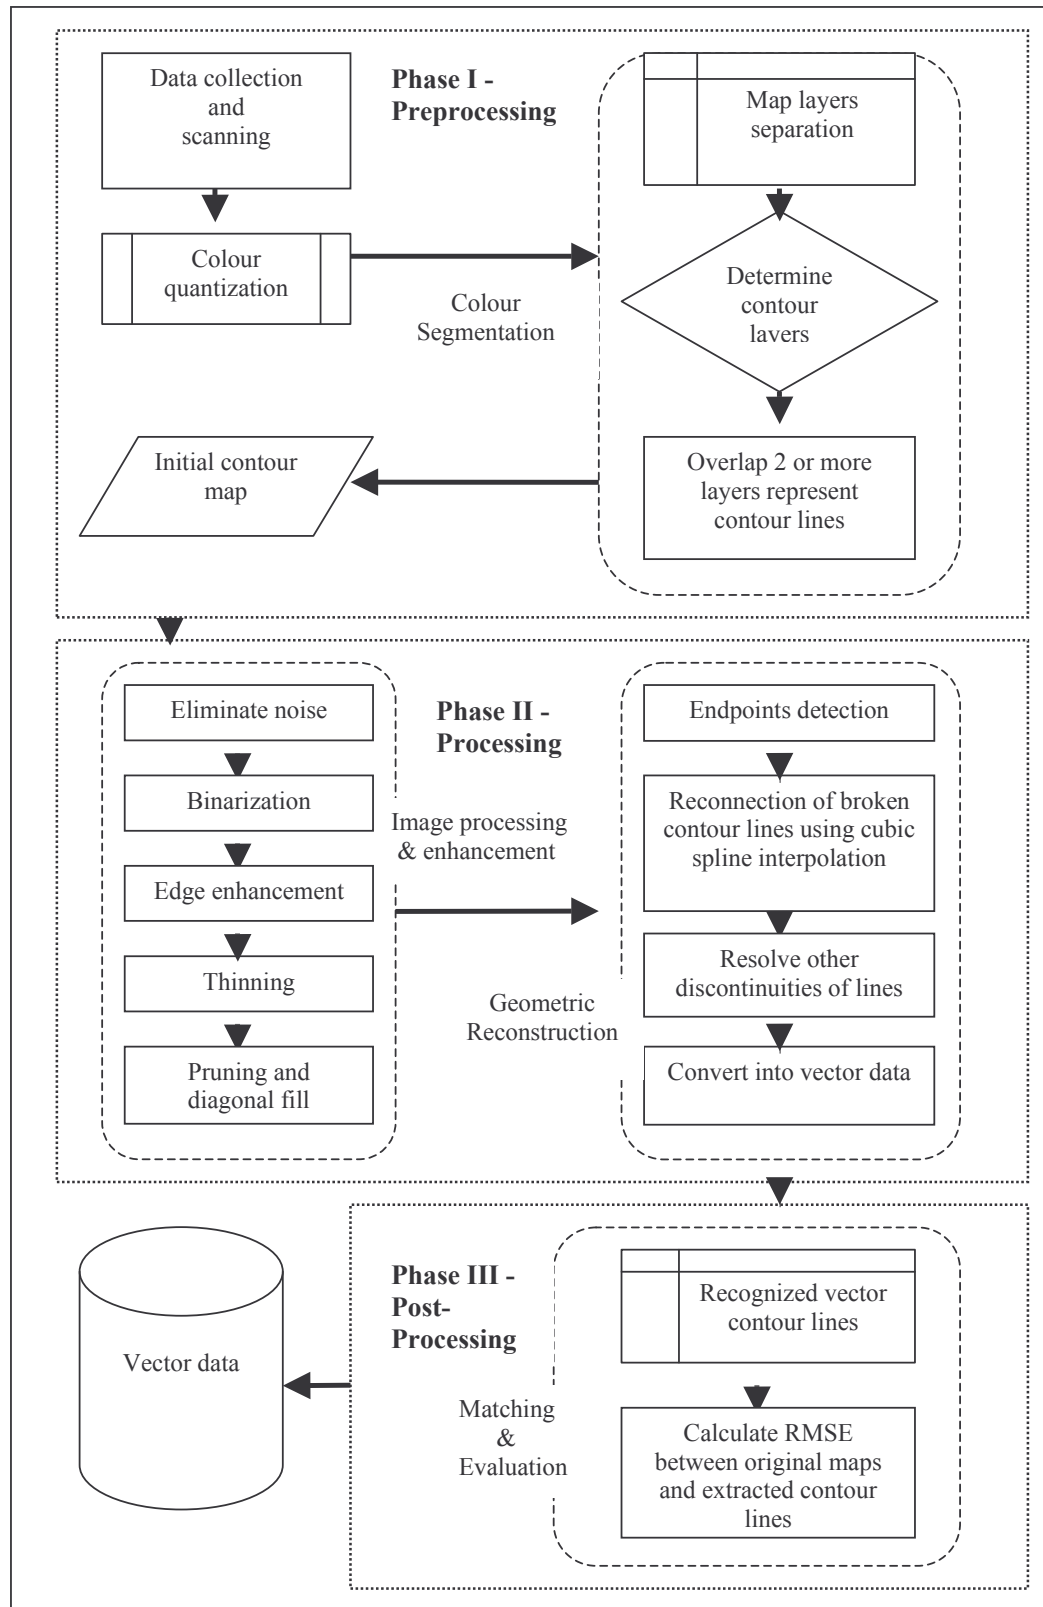 Data collection
and
scanning
Phase I -
Preprocessing
Map layers
separation
Colour
quantization
Colour
Segmentation
Determine
contour
lavers
Initial contour
map
Overlap 2 or more
layers represent
contour lines
Eliminate noise
Binarization
Edge enhancement
Thinning
Pruning and
diagonal fill
Phase II -
Processing
Image processing
& enhancement
Geometric
Reconstruction
Endpoints detection
Reconnection of broken
contour lines using cubic
spline interpolation
Resolve other
discontinuities of lines
Convert into vector data
Phase III -
Post-
Processing
Recognized vector
contour lines
Matching
&
Evaluation
Calculate RMSE
between original maps
and extracted contour
lines
Vector data